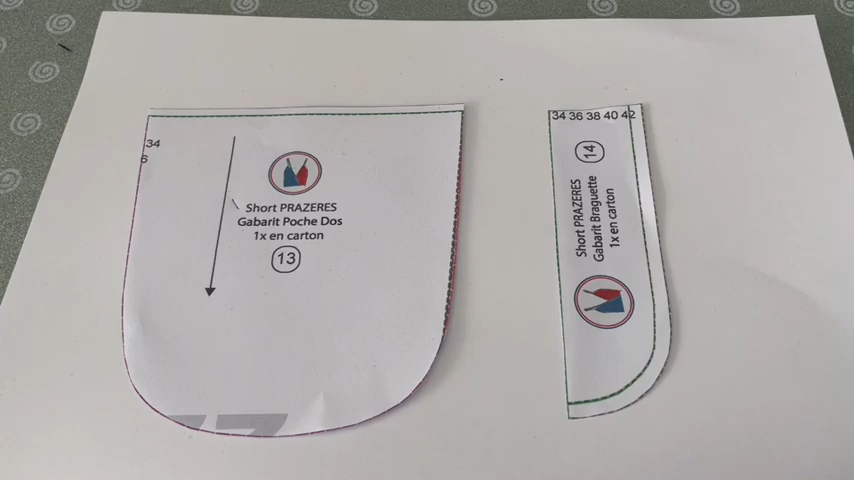 34
6
Short PRAZERES
Gabarit Poche Dos
1x en carton
13
34 36 38 40 42
14
Short PRAZERES
Gabarit Braguette
1x en carton